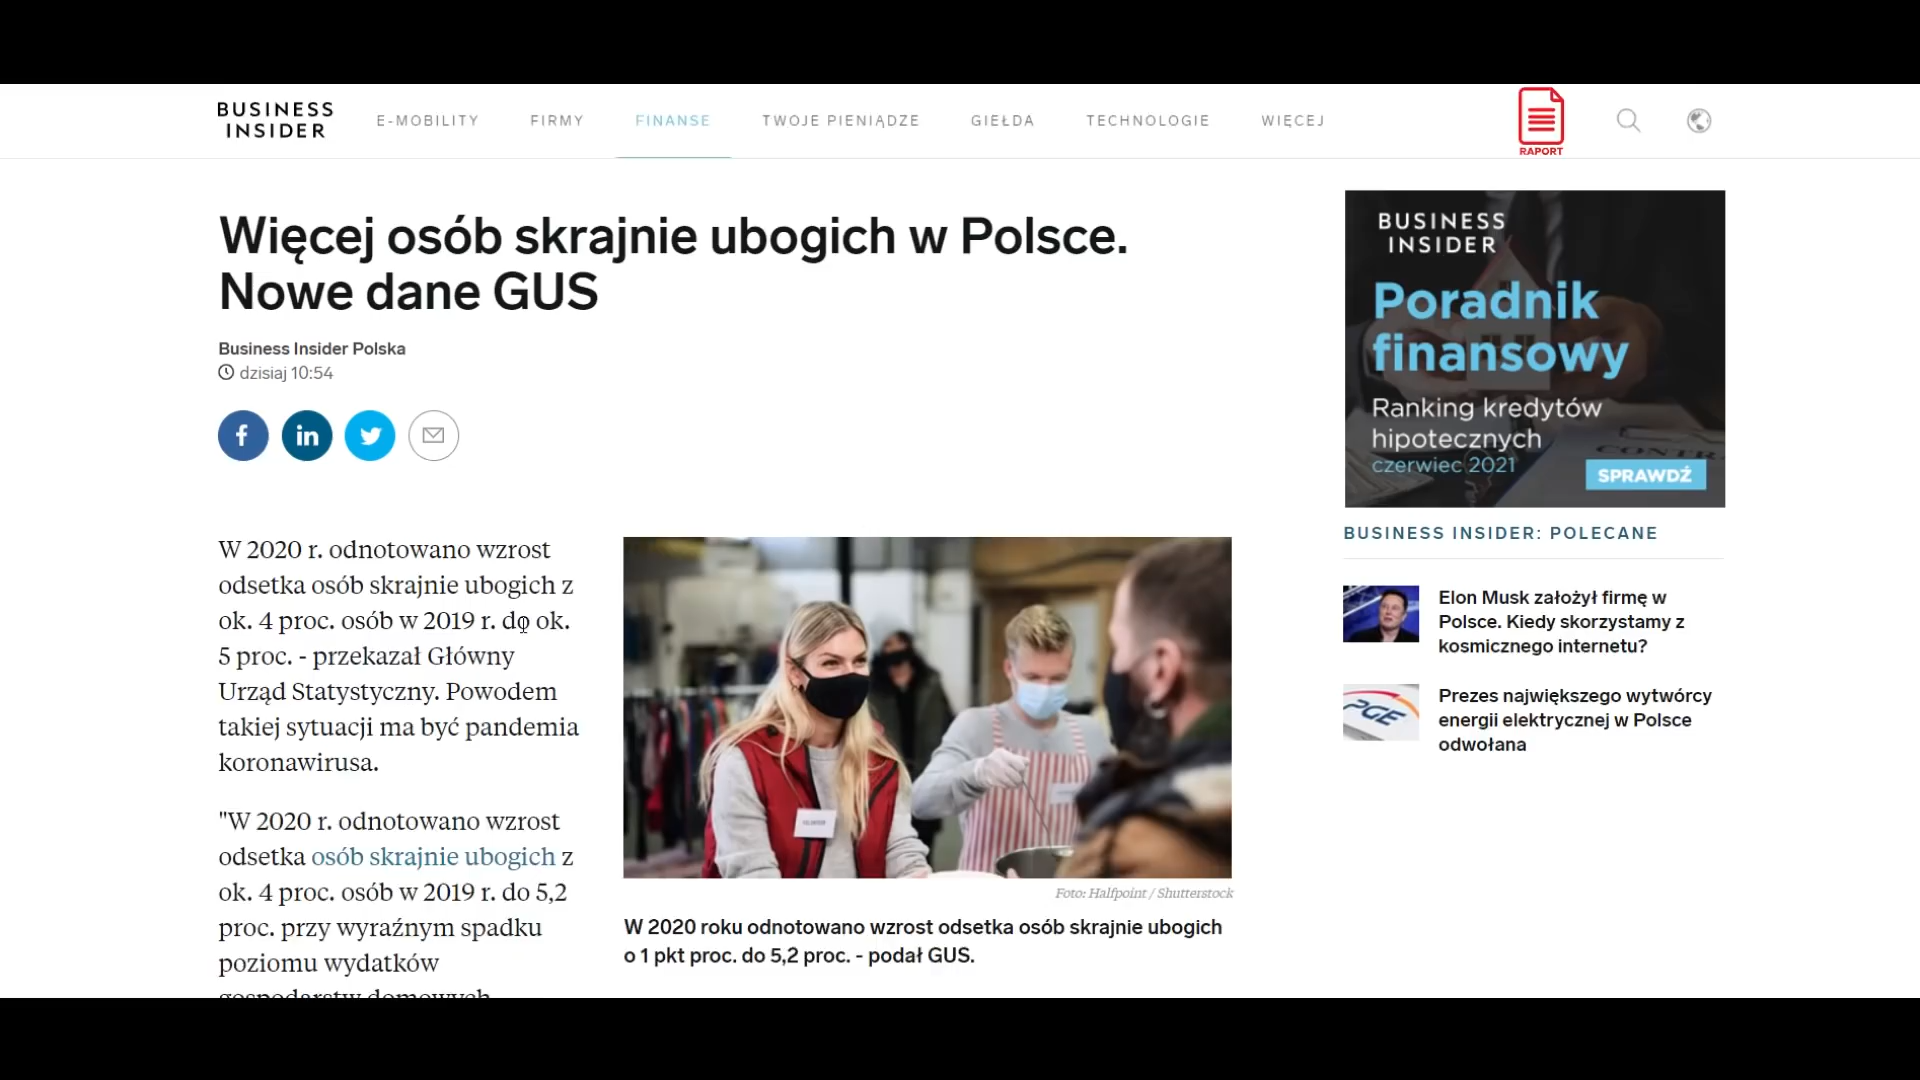 BUSINESS
INSIDER
E-MOBILITY
FIRMY
FINANSE
TWOJE PIENIĄDZE
GIEŁDA
TECHNOLOGIE
WIĘCEJ
RAPORT
Więcej osób skrajnie ubogich w Polsce.
Nowe dane GUS
Business Insider Polska
dzisiaj 10:54
W 2020 r. odnotowano wzrost
odsetka osób skrajnie ubogich z
ok. 4 proc. osób w 2019 r. do ok.
5 proc. - przekazał Główny
Urząd Statystyczny. Powodem
takiej sytuacji ma być pandemia
koronawirusa.
"W 2020 r. odnotowano wzrost
odsetka osób skrajnie ubogich z
ok. 4 proc. osób w 2019 r. do 5,2
proc. przy wyraźnym spadku
poziomu wydatków
gospodarstw domowych
Foto: Halfpoint / Shutterstock
W 2020 roku odnotowano wzrost odsetka osób skrajnie ubogich
o 1 pkt proc. do 5,2 proc. - podał GUS.
BUSINESS
INSIDER
Poradnik
finansowy
Ranking kredytów
hipotecznych
czerwiec 2021
SPRAWDŹ
BUSINESS INSIDER: POLECANE
Elon Musk założył firmę w
Polsce. Kiedy skorzystamy z
kosmicznego internetu?
PGE
Prezes największego wytwórcy
energii elektrycznej w Polsce
odwołana